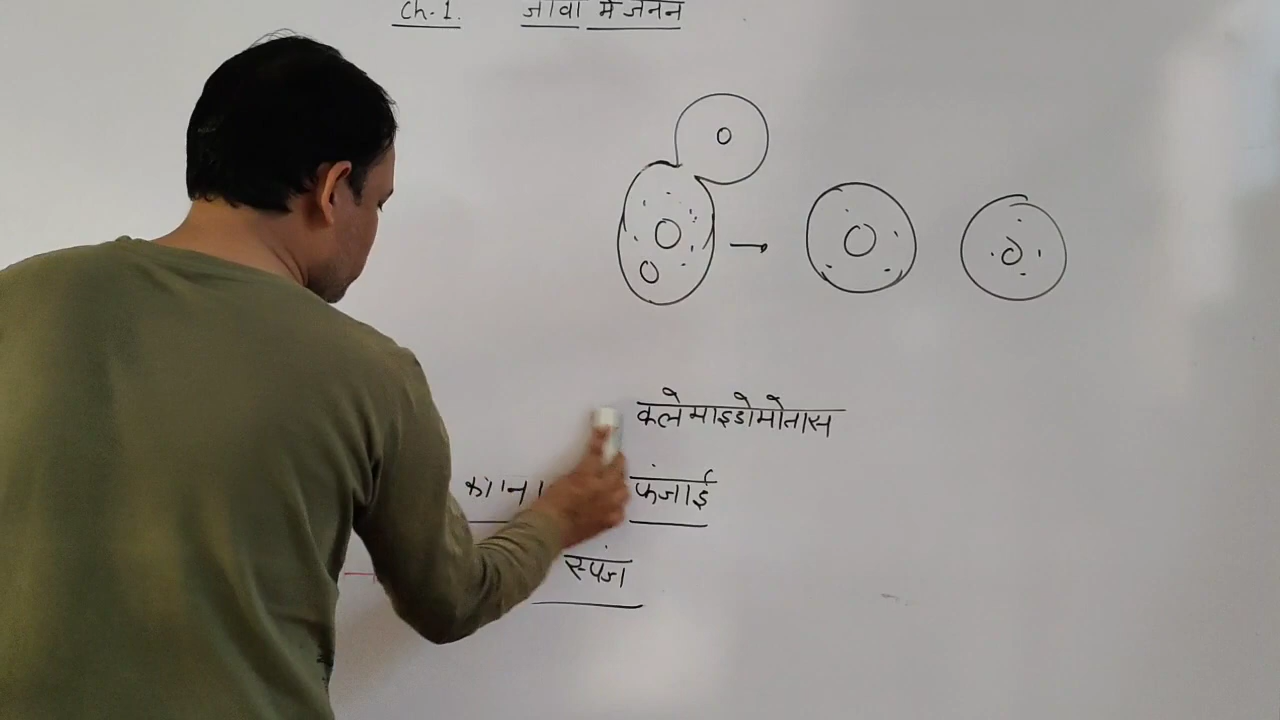 Ch-1. जीवों में जनन
क्लेमाइडोमोनास
फंजाई
स्पंज